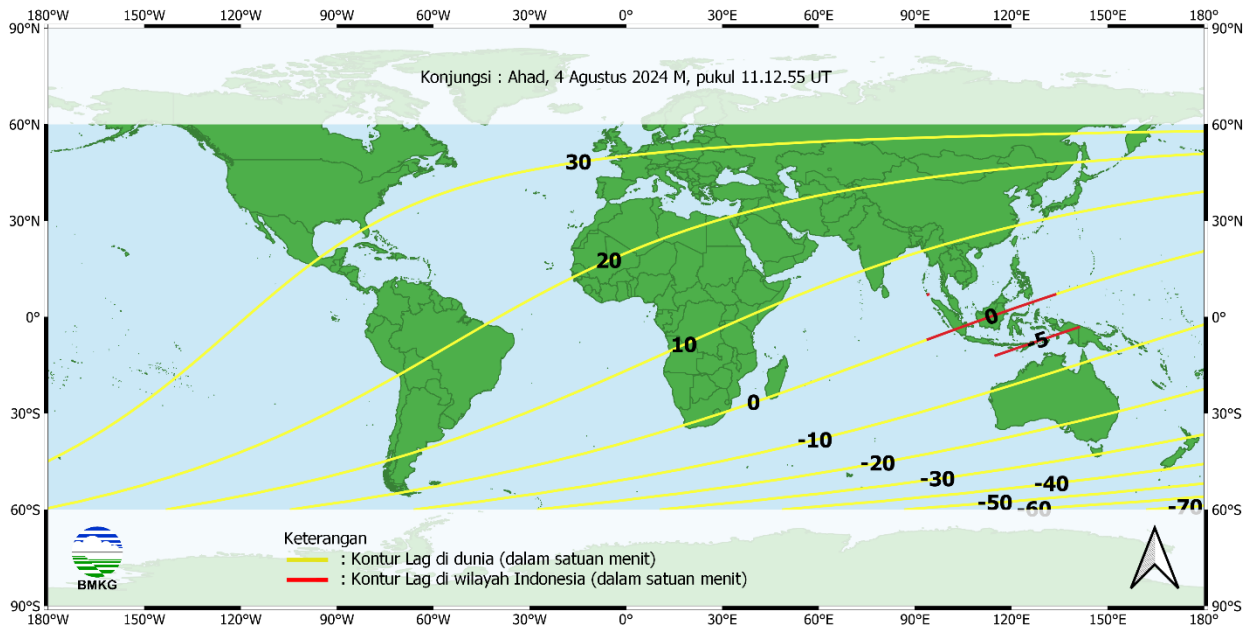 180°W 150°W 120°W 90°W 60°W 30°W 0° 30°E 60°E 90°E 120°E 150°E 180°
90°N 90°N
Konjungsi : Ahad, 4 Agustus 2024 M, pukul 11.12.55 UT
60°N 60°N
30
30°N 30°N
20
0° 0 0°
-5
10
0
30°S 30°S
-10
-20
-30
-40
-50
-60
-70
60°S 60°S
Keterangan
: Kontur Lag di dunia (dalam satuan menit)
: Kontur Lag di wilayah Indonesia (dalam satuan menit)
BMKG
90°S 90°S
180°W 150°W 120°W 90°W 60°W 30°W 0° 30°E 60°E 90°E 120°E 150°E 180°